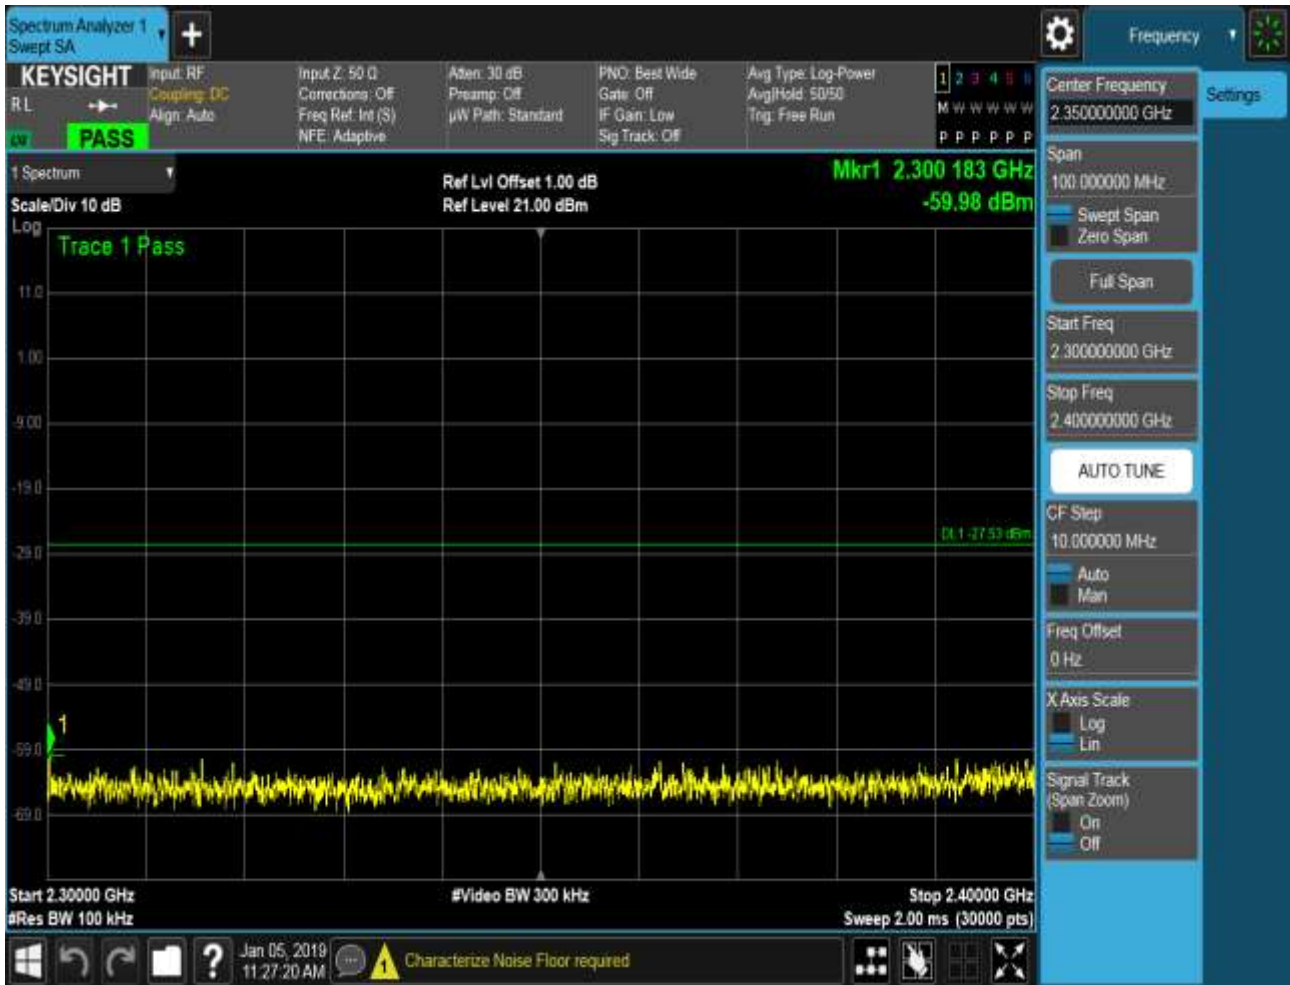 Spectrum Analyzer 1
Swept SA
+
Frequency
KEYSIGHT
RL
PASS
Input: RF
Coupling: DC
Align: Auto
Input Z: 50 Ω
Corrections: Off
Freq Ref: Int (S)
NFE: Adaptive
Atten: 30 dB
Preamp: Off
µW Path: Standard
PNO: Best Wide
Gate: Off
IF Gain: Low
Sig Track: Off
Avg Type: Log-Power
Avg|Hold: 50/50
Trig: Free Run
1 2 3 4 5 6
M W W W W W
P P P P P P
1 Spectrum
Scale/Div 10 dB
Ref Lvl Offset 1.00 dB
Ref Level 21.00 dBm
Mkr1 2.300 183 GHz
-59.98 dBm
Log
Trace 1 Pass
11.0
1.00
-9.00
-19.0
DL1 -27.53 dBm
-29.0
-39.0
-49.0
1
-59.0
-69.0
Start 2.30000 GHz
#Video BW 300 kHz
Stop 2.40000 GHz
#Res BW 100 kHz
Sweep 2.00 ms (30000 pts)
?
Jan 05, 2019
11:27:20 AM
1
Characterize Noise Floor required
Center Frequency
2.350000000 GHz
Settings
Span
100.000000 MHz
Swept Span
Zero Span
Full Span
Start Freq
2.300000000 GHz
Stop Freq
2.400000000 GHz
AUTO TUNE
CF Step
10.000000 MHz
Auto
Man
Freq Offset
0 Hz
X Axis Scale
Log
Lin
Signal Track
(Span Zoom)
On
Off